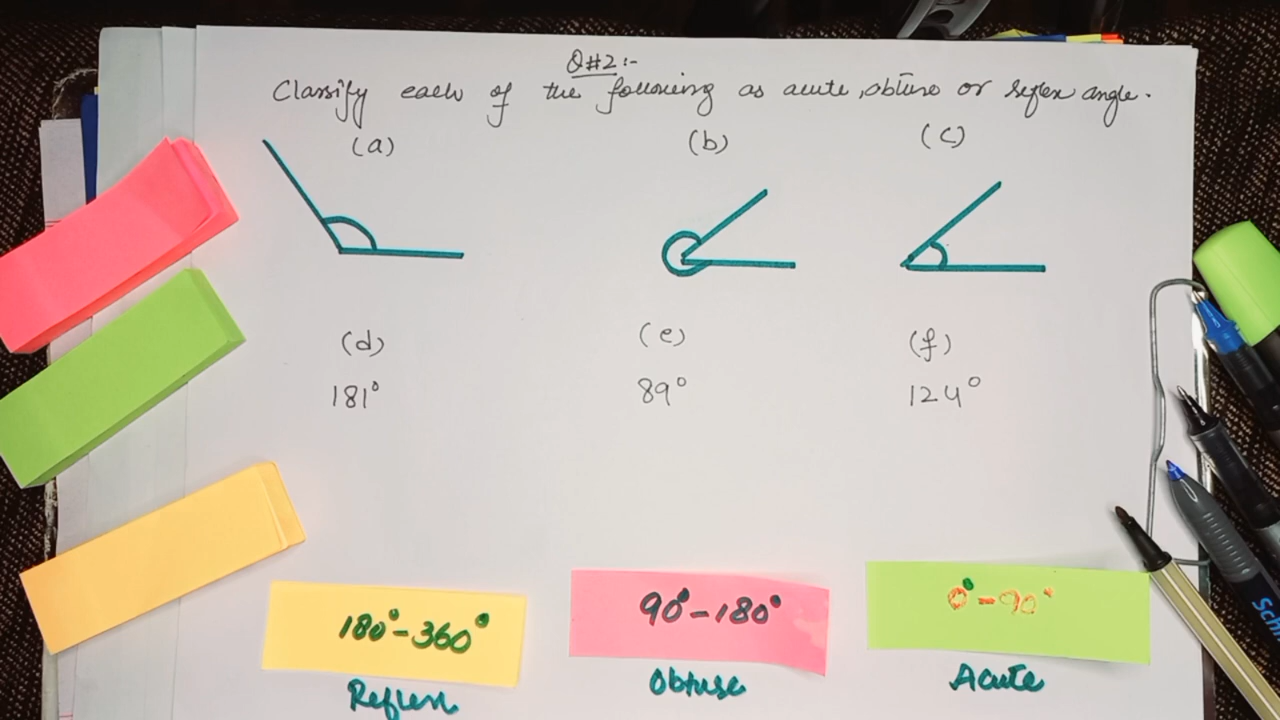 Q#2:-
Classify each of the following as acute, obtuse or reflex angle.
(a) (b) (c)
(d) (e) (f)
181° 89° 124°
180°-360° 90°-180° 0°-90°
Reflex Obtuse Acute